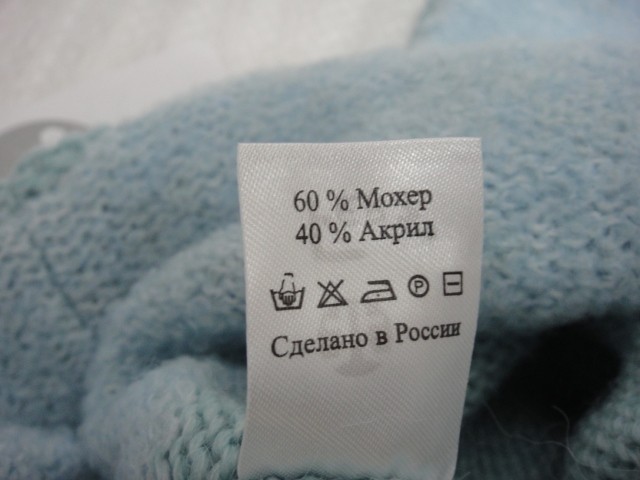 60 % Мохер
40 % Акрил
P
Сделано в России